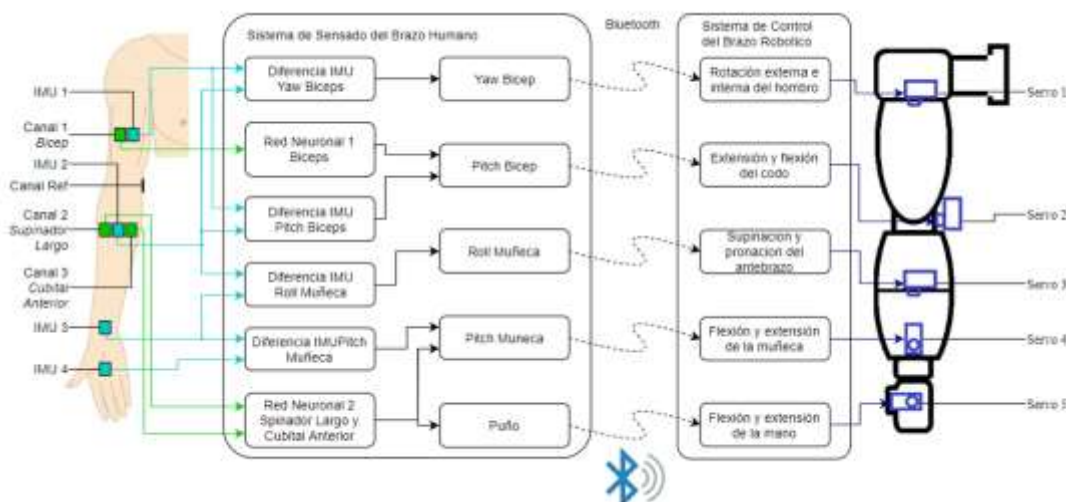 IMU 1
Canal 1
Bicep
IMU 2
Canal Ref
Canal 2
Supinador
Largo
Canal 3
Cubital
Anterior
IMU 3
IMU 4
Sistema de Sensado del Brazo Humano
Diferencia IMU
Yaw Biceps
Red Neuronal 1
Biceps
Diferencia IMU
Pitch Biceps
Diferencia IMU
Roll Muñeca
Diferencia IMUPitch
Muñeca
Red Neuronal 2
Spinador Largo y
Cubital Anterior
Yaw Bicep
Pitch Bicep
Roll Muñeca
Pitch Muneca
Puño
Bluetooth
Sistema de Control
del Brazo Robotico
Rotación externa e
interna del hombro
Extensión y flexión
del codo
Supinacion y
pronacion del
antebrazo
Flexión y extensión
de la muñeca
Flexión y extensión
de la mano
Servo 1
Servo 2
Servo 3
Servo 4
Servo 5